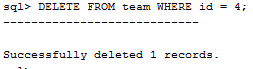 sql> DELETE FROM team WHERE id = 4;
----------------------------
Successfully deleted 1 records.